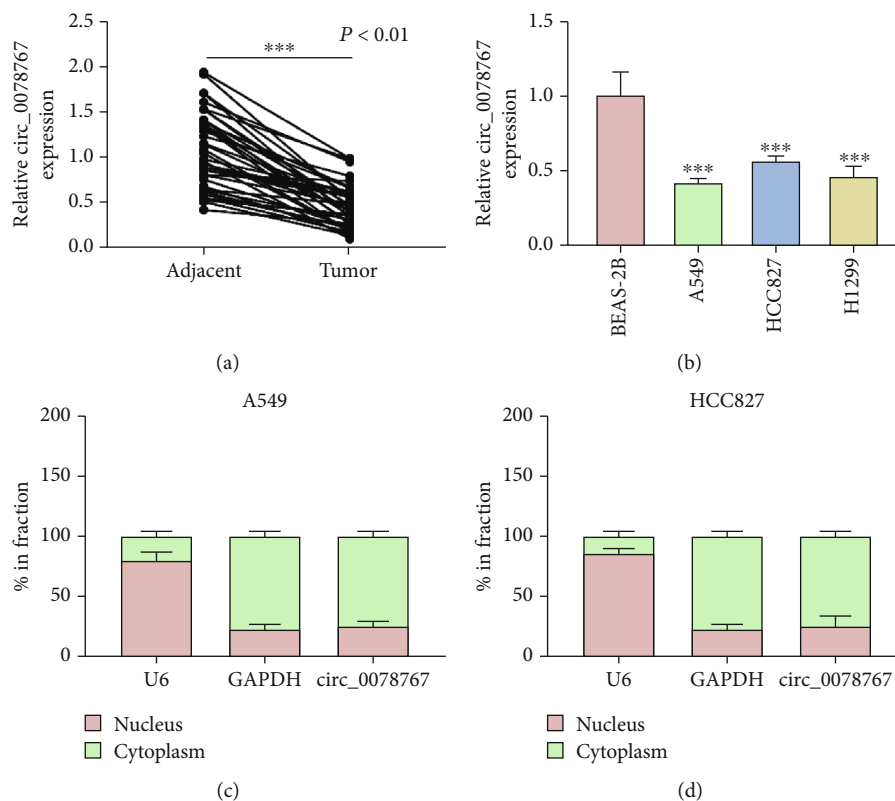 Relative circ_0078767
expression
2.5
2.0
1.5
1.0
0.5
0.0
***
P < 0.01
Adjacent
Tumor
(a)
Relative circ_0078767
expression
1.5
1.0
0.5
0.0
***
***
***
BEAS-2B
A549
HCC827
H1299
(b)
A549
% in fraction
200
150
100
50
0
U6
GAPDH
circ_0078767
Nucleus
Cytoplasm
(c)
HCC827
% in fraction
200
150
100
50
0
U6
GAPDH
circ_0078767
Nucleus
Cytoplasm
(d)